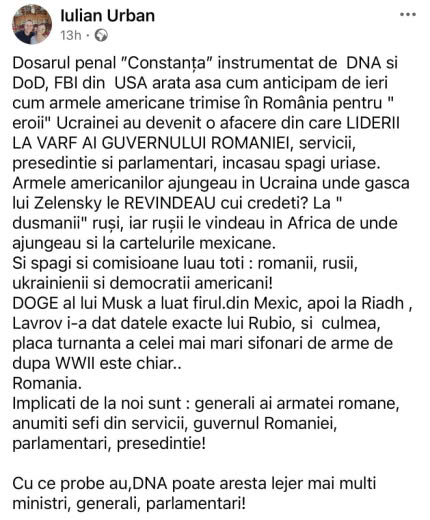 Iulian Urban
13h ·
Dosarul penal "Constanța" instrumentat de DNA si
DoD, FBI din USA arata asa cum anticipam de ieri
cum armele americane trimise în România pentru "
eroii" Ucrainei au devenit o afacere din care LIDERII
LA VARF AI GUVERNULUI ROMANIEI, servicii,
presedintie si parlamentari, incasau spagi uriase.
Armele americanilor ajungeau in Ucraina unde gasca
lui Zelensky le REVINDEAU cui credeti? La "
dusmanii" ruși, iar rușii le vindeau in Africa de unde
ajungeau si la cartelurile mexicane.
Si spagi si comisioane luau toti : romanii, rusii,
ukrainienii si democratii americani!
DOGE al lui Musk a luat firul.din Mexic, apoi la Riadh ,
Lavrov i-a dat datele exacte lui Rubio, si culmea,
placa turnanta a celei mai mari sifonari de arme de
dupa WWII este chiar..
Romania.
Implicati de la noi sunt : generali ai armatei romane,
anumiti sefi din servicii, guvernul Romaniei,
parlamentari, presedintie!
Cu ce probe au,DNA poate aresta lejer mai multi
ministri, generali, parlamentari!